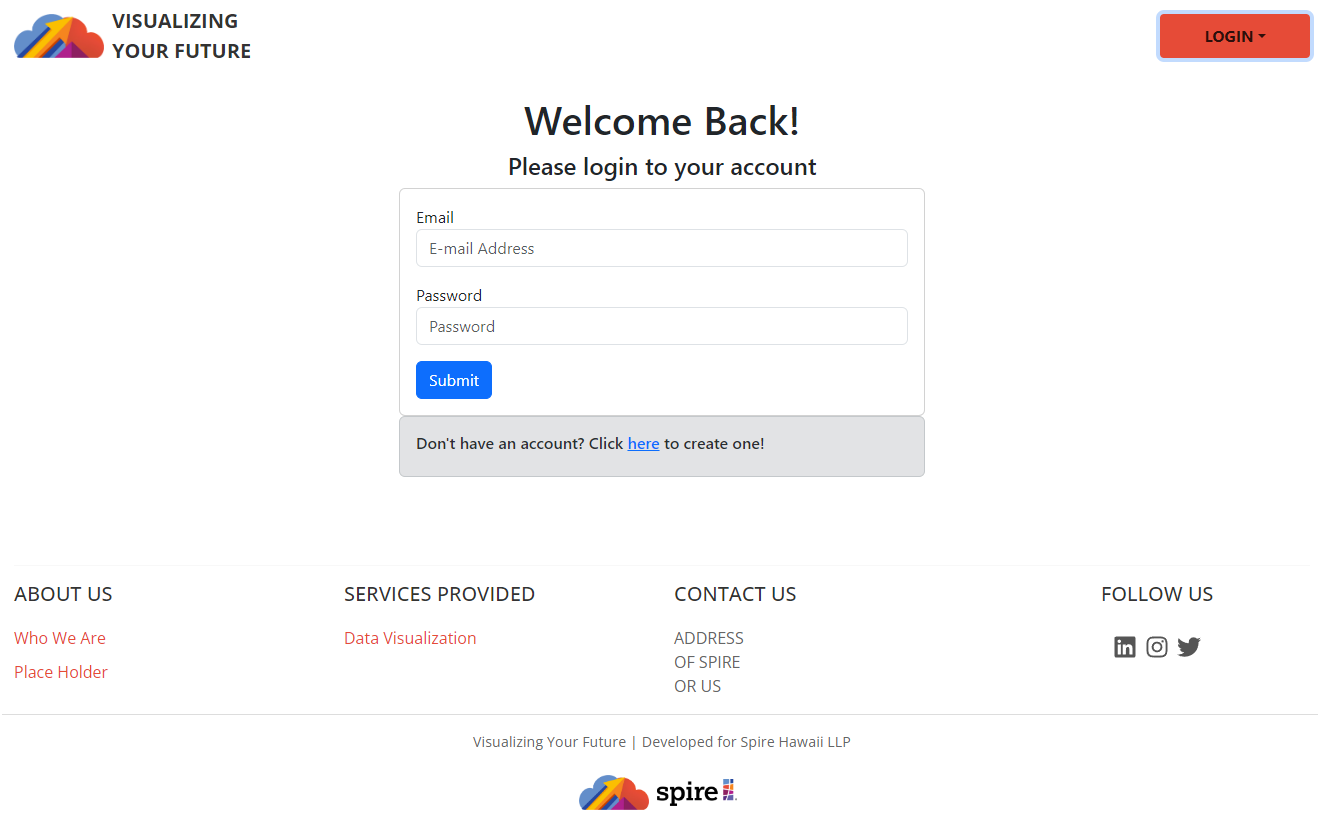 VISUALIZING
YOUR FUTURE
LOGIN
Welcome Back!
Please login to your account
Email
E-mail Address
Password
Password
Submit
Don't have an account? Click here to create one!
ABOUT US
Who We Are
Place Holder
SERVICES PROVIDED
Data Visualization
CONTACT US
ADDRESS
OF SPIRE
OR US
FOLLOW US
in
Visualizing Your Future | Developed for Spire Hawaii LLP
spire